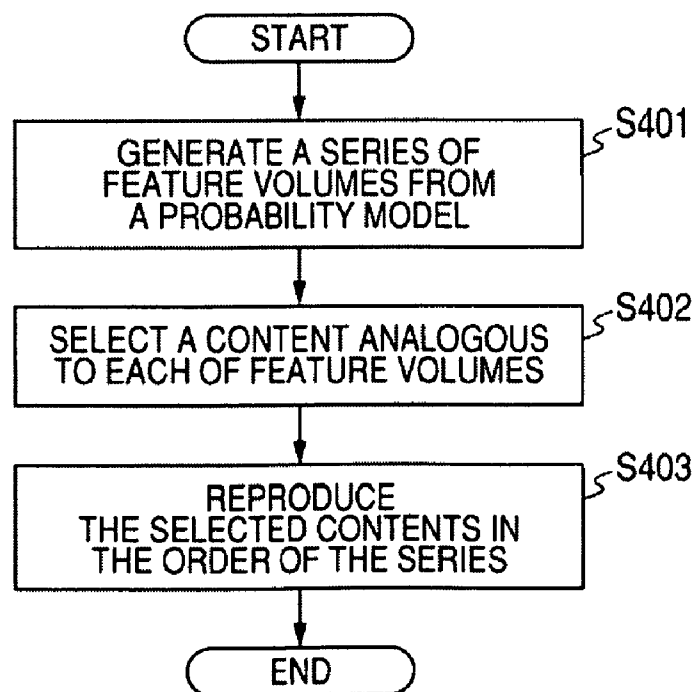 START
S401
GENERATE A SERIES OF
FEATURE VOLUMES FROM
A PROBABILITY MODEL
S402
SELECT A CONTENT ANALOGOUS
TO EACH OF FEATURE VOLUMES
S403
REPRODUCE
THE SELECTED CONTENTS IN
THE ORDER OF THE SERIES
END